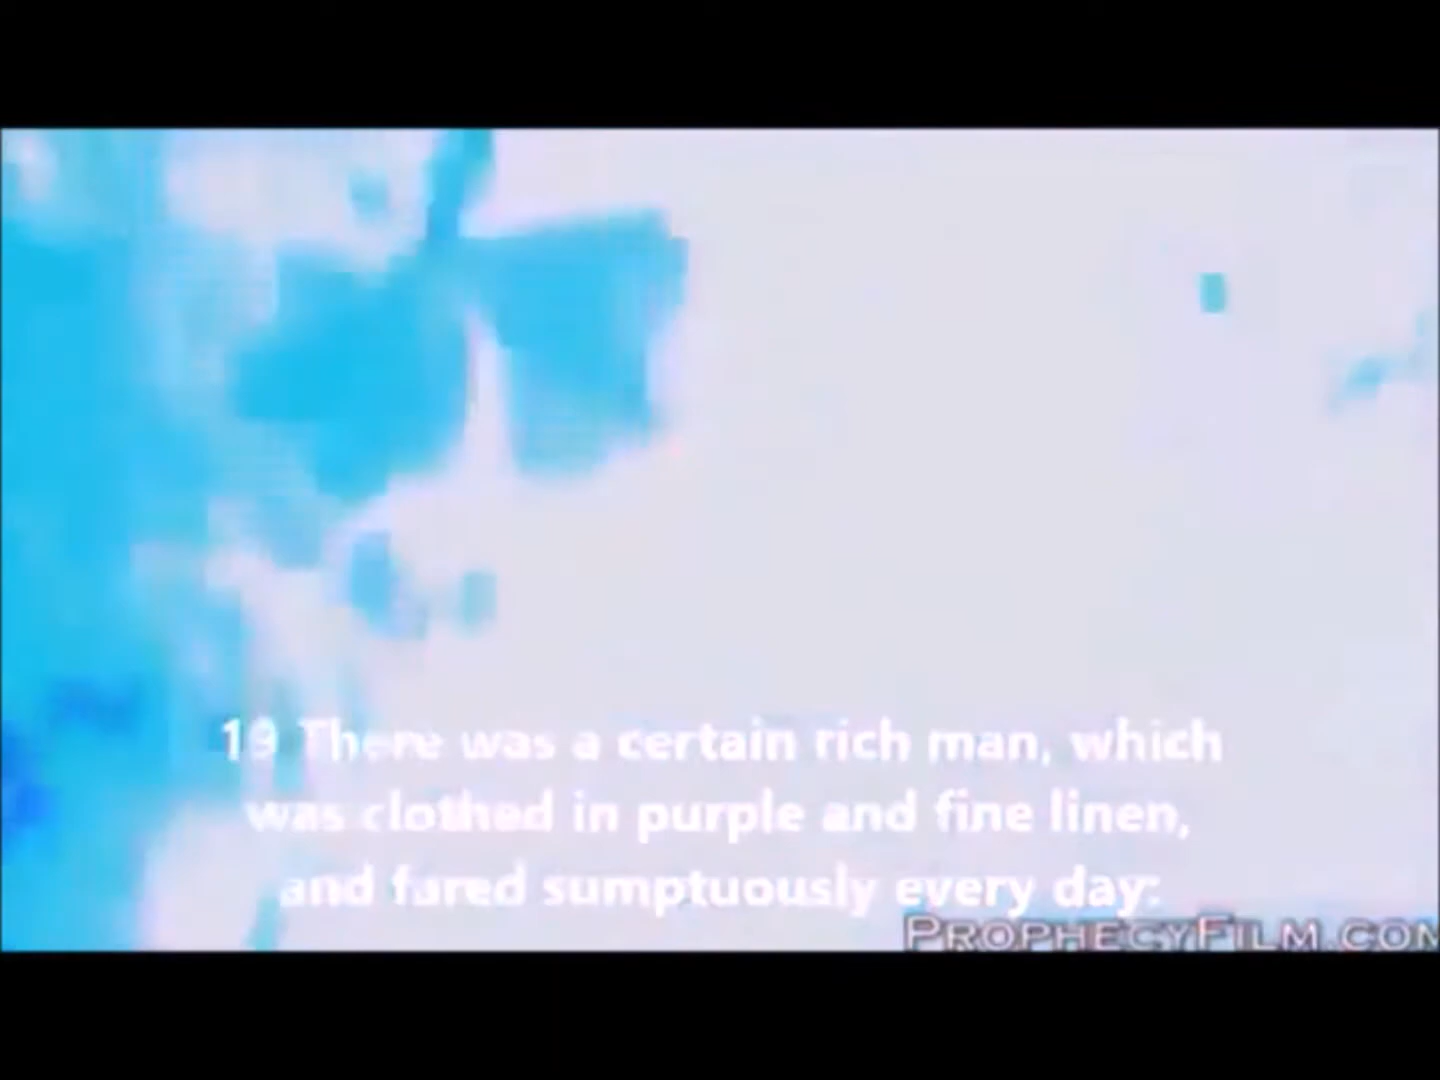 19 There was a certain rich man, which
was clothed in purple and fine linen,
and fared sumptuously every day:
PROPHECYFILM.COM